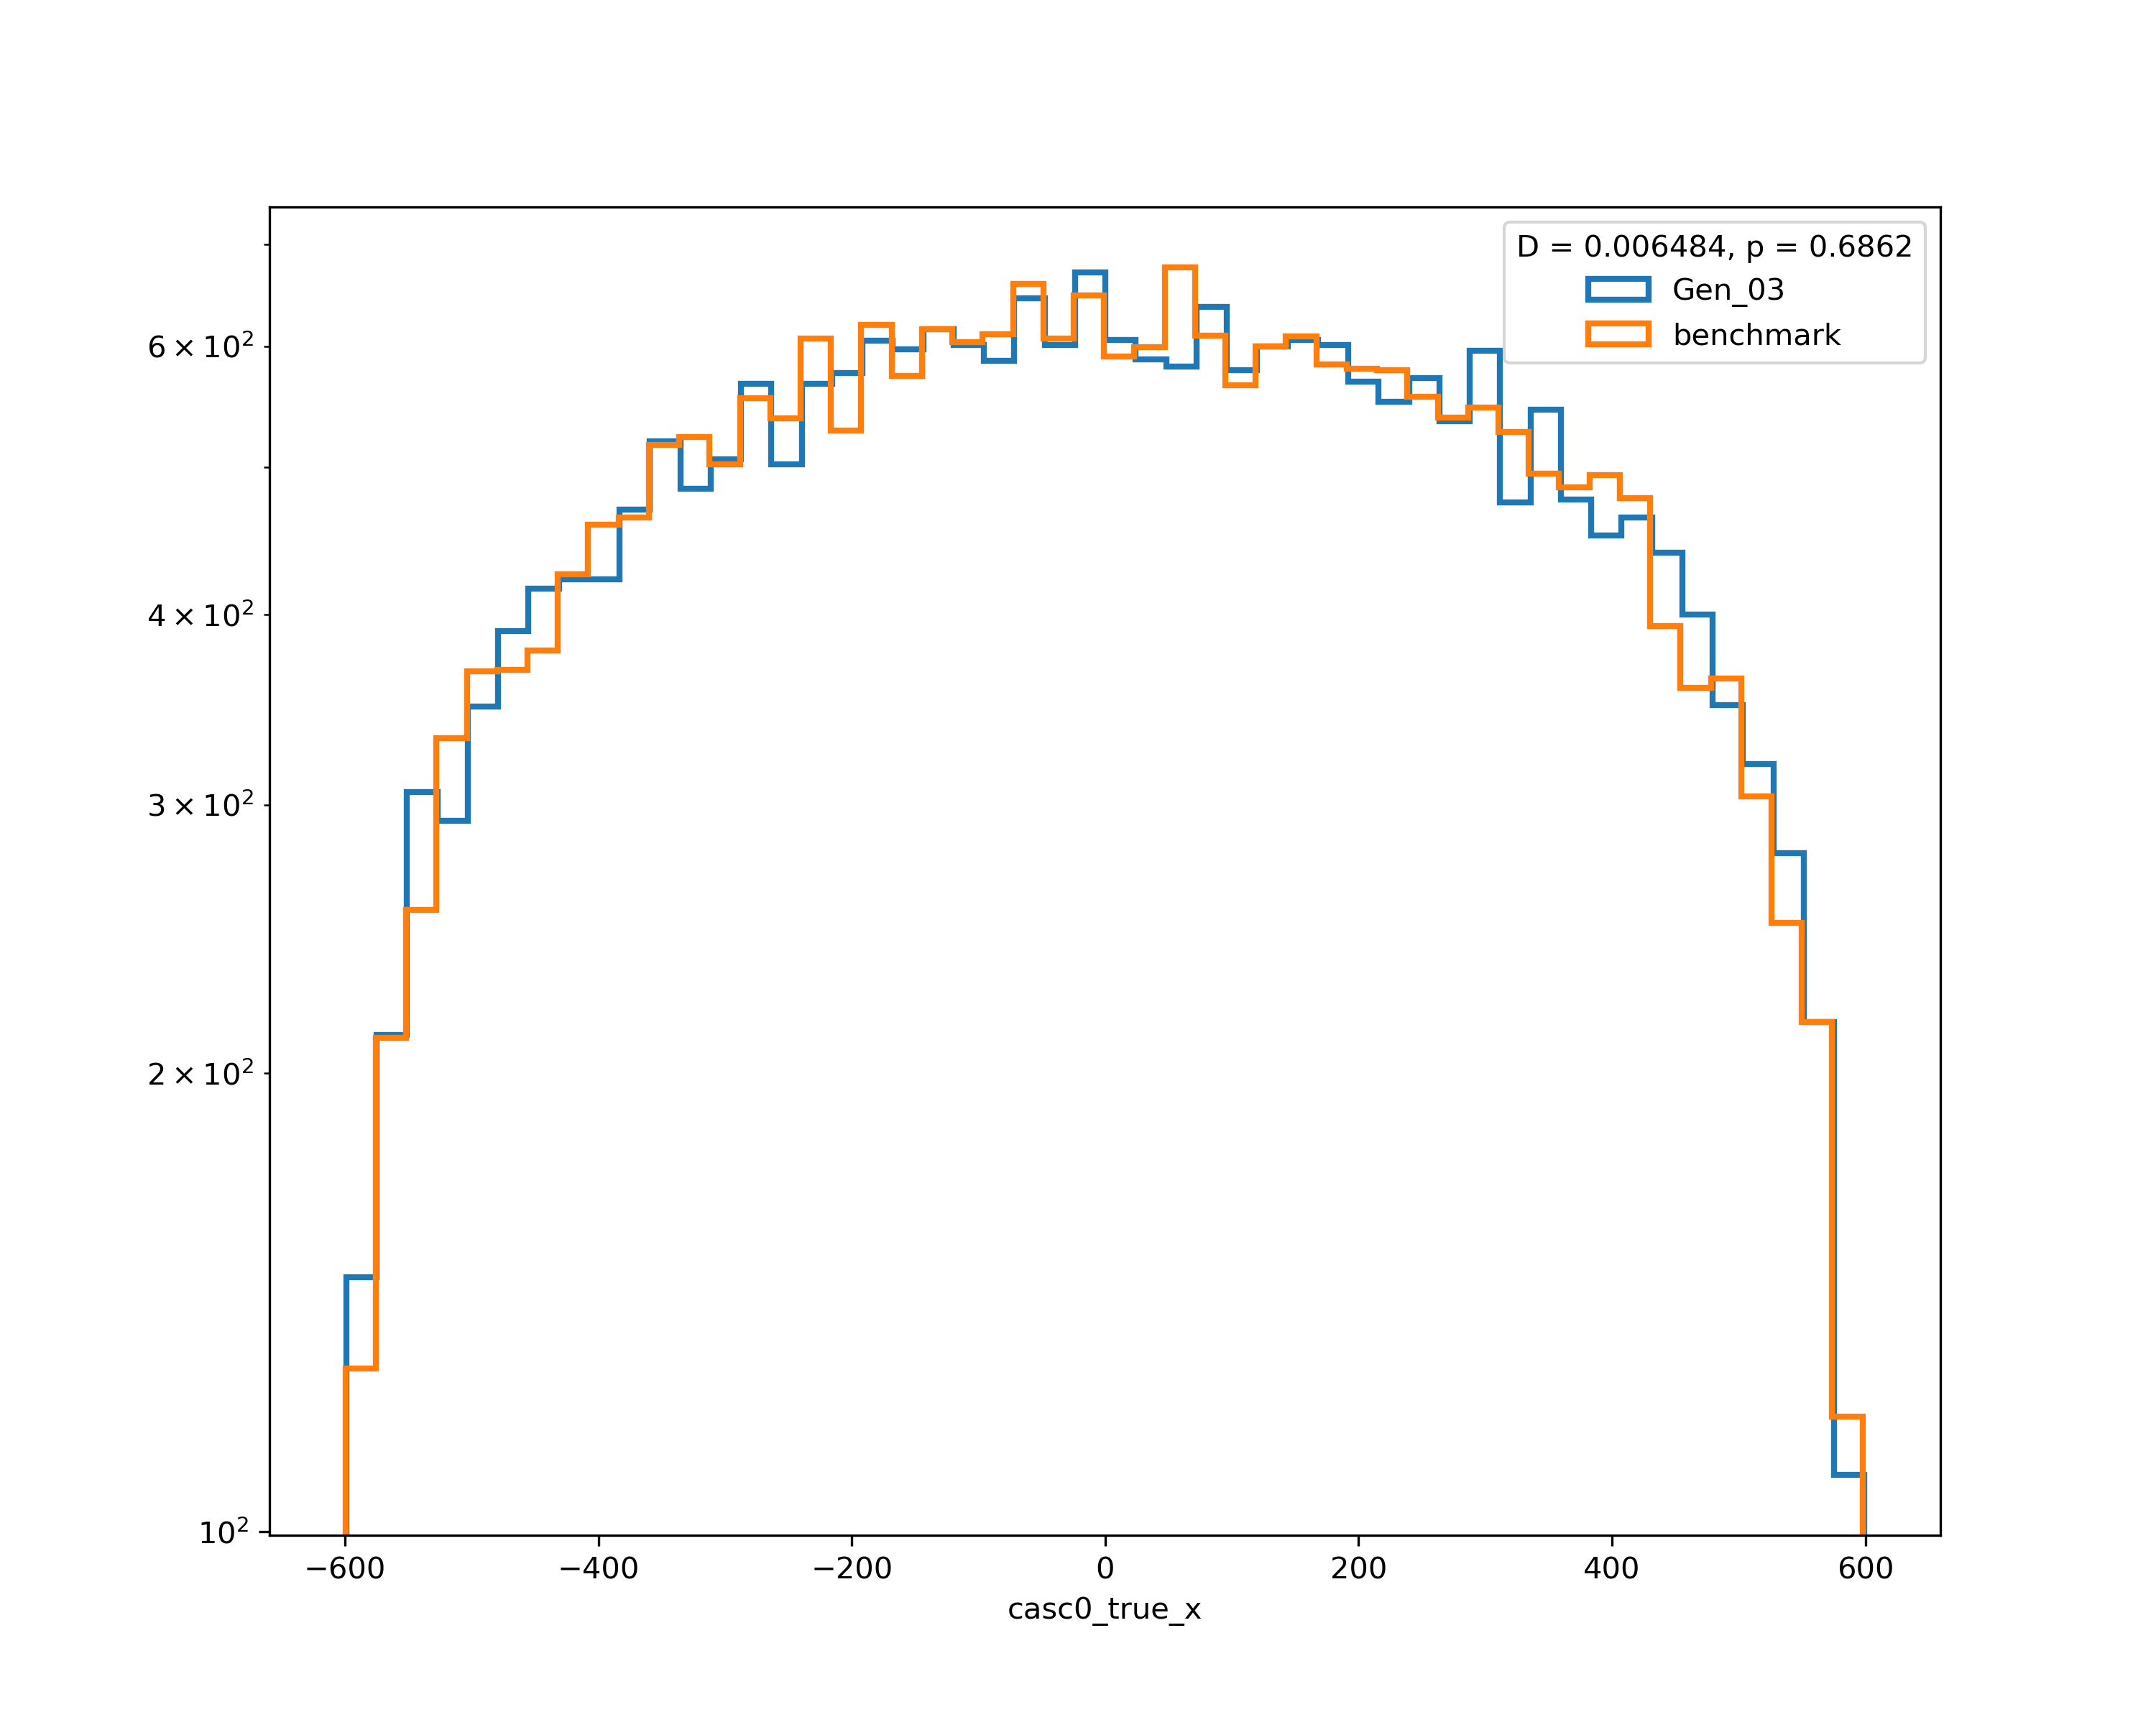 D = 0.006484, p = 0.6862
Gen_03
benchmark
6 × 10²
4 × 10²
3 × 10²
2 × 10²
10²
−600 −400 −200 0 200 400 600
casc0_true_x